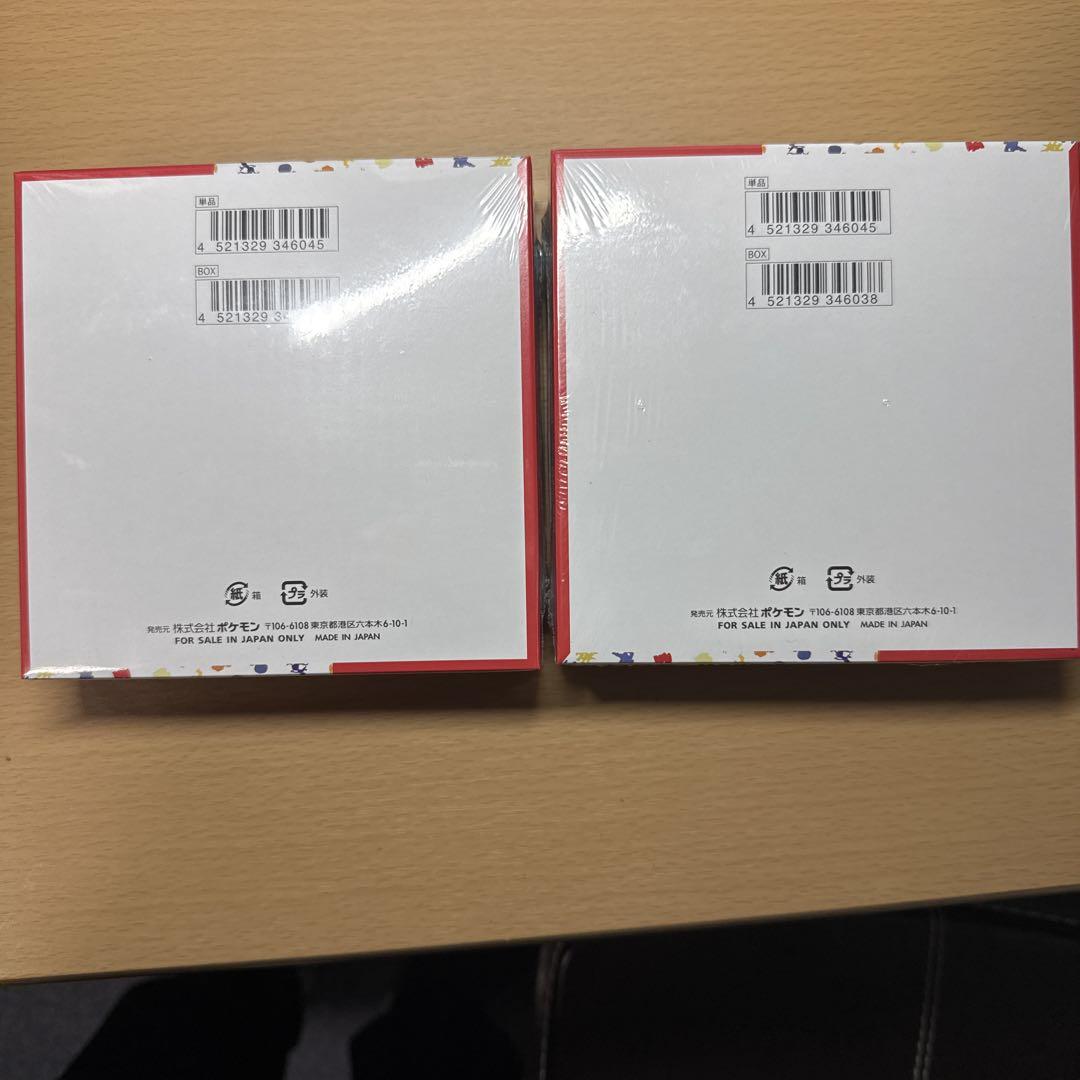 単品
4 521329 346045
BOX
4 521329 3
紙 箱 プラ 外装
発売元 株式会社ポケモン 〒106-6108 東京都港区六本木6-10-1
FOR SALE IN JAPAN ONLY MADE IN JAPAN
単品
4 521329 346045
BOX
4 521329 346038
紙 箱 プラ 外装
発売元 株式会社ポケモン 〒106-6108 東京都港区六本木6-10-1
FOR SALE IN JAPAN ONLY MADE IN JAPAN